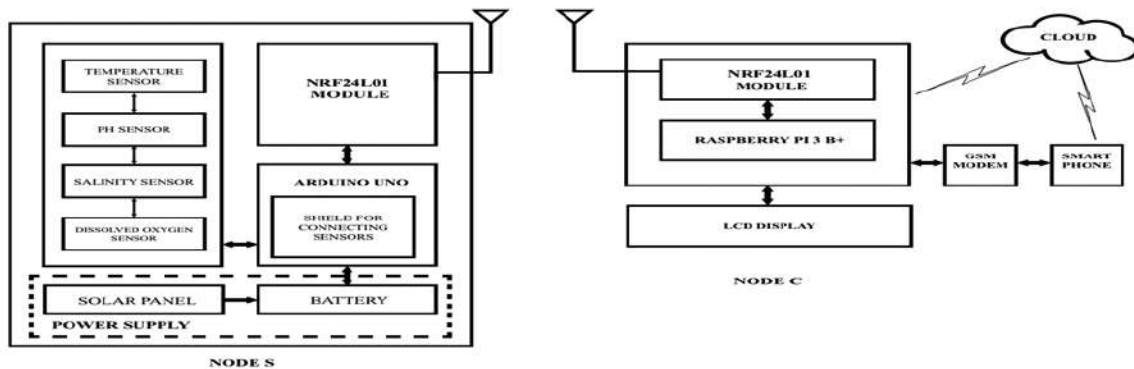 TEMPERATURE
SENSOR
PH SENSOR
SALINITY SENSOR
DISSOLVED OXYGEN
SENSOR
NRF24L01
MODULE
ARDUINO UNO
SHIELD FOR
CONNECTING
SENSORS
SOLAR PANEL
BATTERY
POWER SUPPLY
NODE S
NRF24L01
MODULE
RASPBERRY PI 3 B+
LCD DISPLAY
NODE C
GSM
MODEM
SMART
PHONE
CLOUD